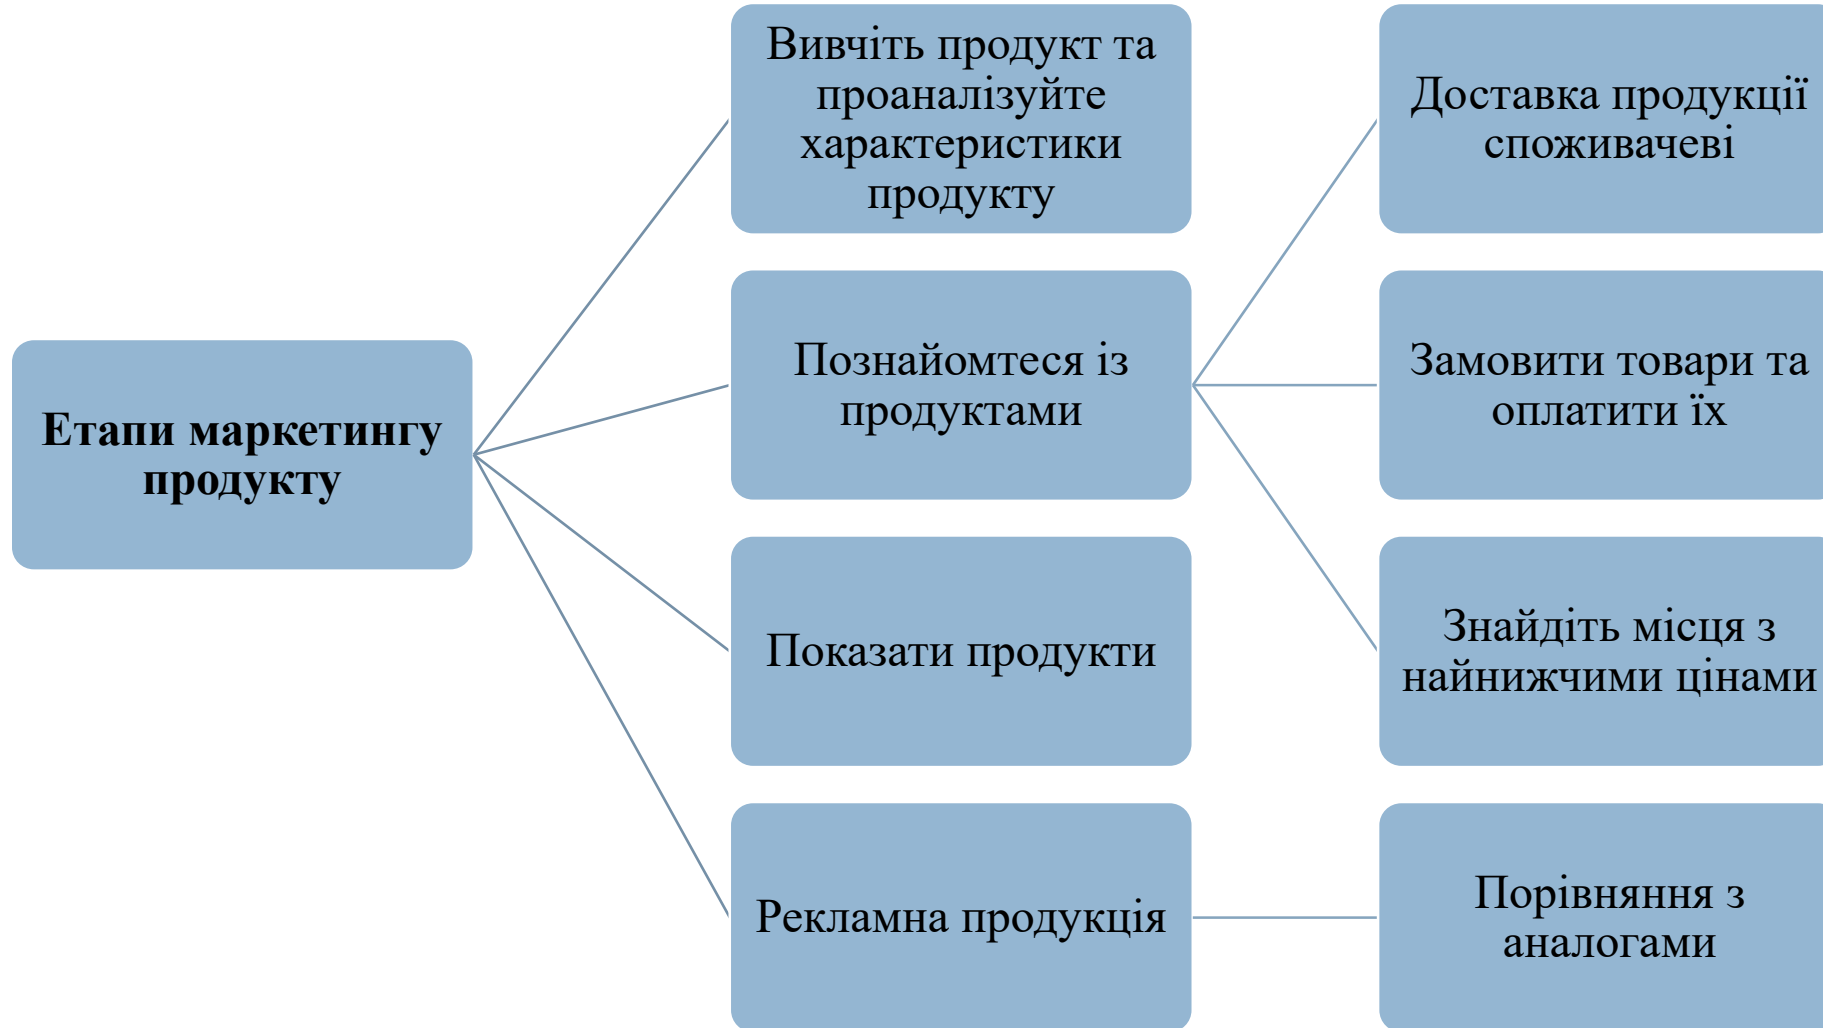 Етапи маркетингу
продукту
Вивчіть продукт та
проаналізуйте
характеристики
продукту
Познайомтеся із
продуктами
Показати продукти
Рекламна продукція
Доставка продукції
споживачеві
Замовити товари та
оплатити їх
Знайдіть місця з
найнижчими цінами
Порівняння з
аналогами